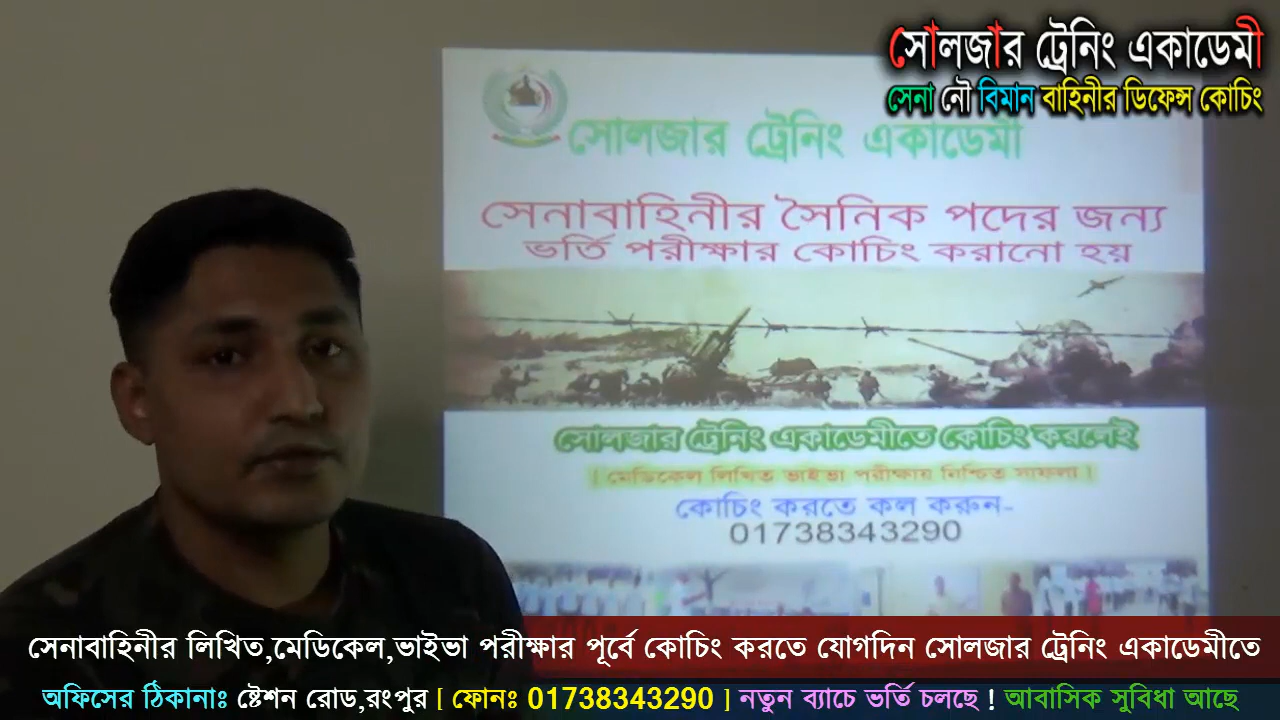 সোলজার ট্রেনিং একাডেমী
সেনা নৌ বিমান বাহিনীর ডিফেন্স কোচিং
সোলজার ট্রেনিং একাডেমী
সেনাবাহিনীর সৈনিক পদের জন্য
ভর্তি পরীক্ষার কোচিং করানো হয়
সোলজার ট্রেনিং একাডেমীতে কোচিং করলেই
[ মেডিকেল লিখিত ভাইভা পরীক্ষায় নিশ্চিত সাফল্য ]
কোচিং করতে কল করুন-
01738343290
সেনাবাহিনীর লিখিত,মেডিকেল,ভাইভা পরীক্ষার পূর্বে কোচিং করতে যোগদিন সোলজার ট্রেনিং একাডেমীতে
অফিসের ঠিকানাঃ ষ্টেশন রোড,রংপুর [ ফোনঃ 01738343290 ] নতুন ব্যাচে ভর্তি চলছে ! আবাসিক সুবিধা আছে